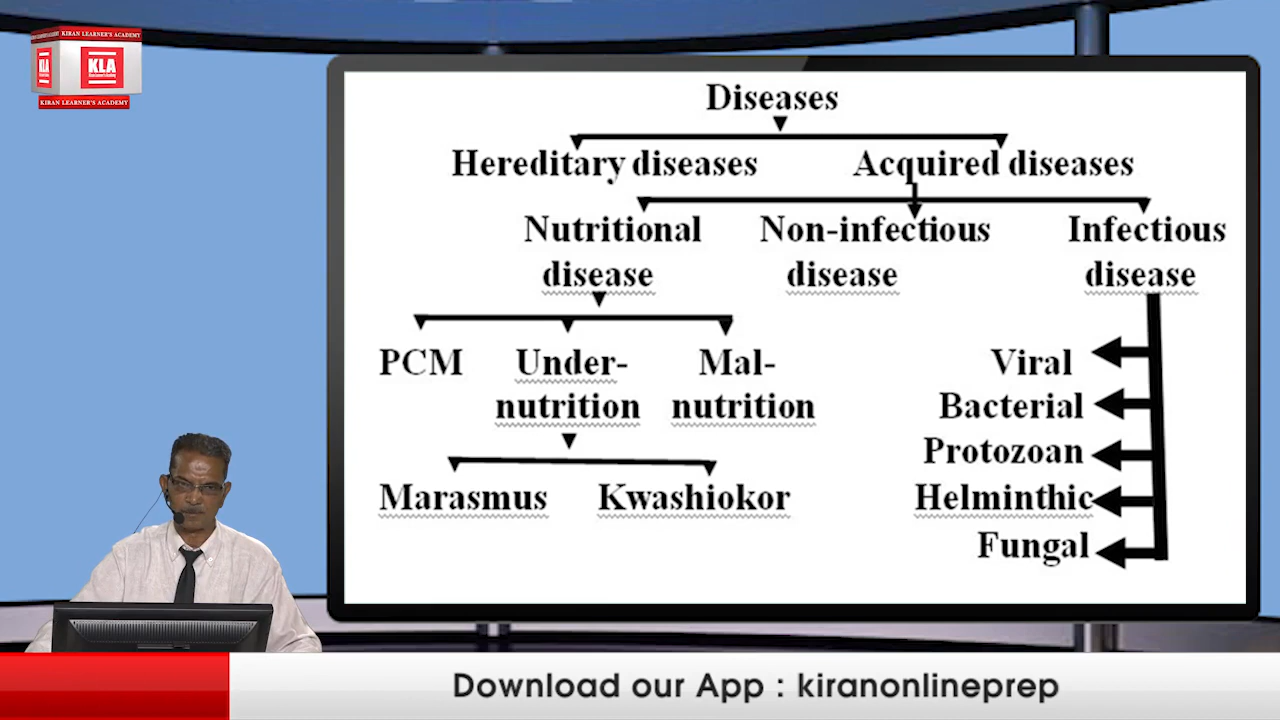 KIRAN LEARNER'S ACADEMY
KLA
KIRAN LEARNER'S ACADEMY
Diseases
Hereditary diseases Acquired diseases
Nutritional disease Non-infectious disease Infectious disease
PCM Under-nutrition Mal-nutrition
Viral
Bacterial
Protozoan
Helminthic
Fungal
Marasmus Kwashiokor
Download our App : kiranonlineprep